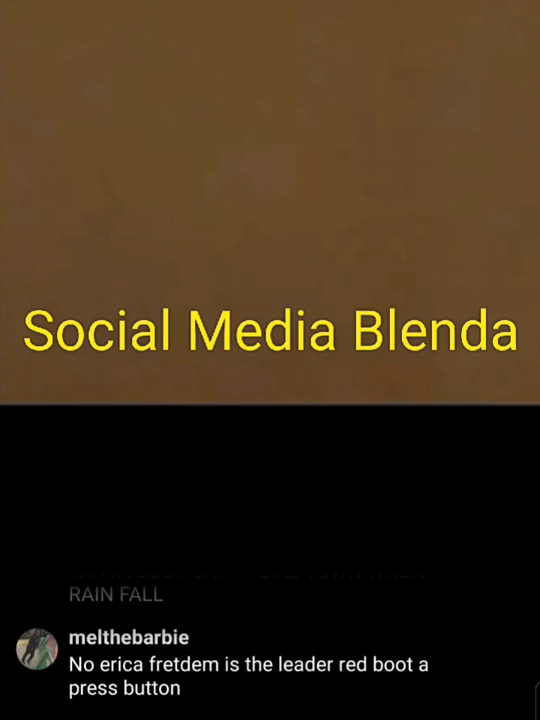 Social Media Blenda
RAIN FALL
melthebarbie
No erica fretdem is the leader red boot a
press button